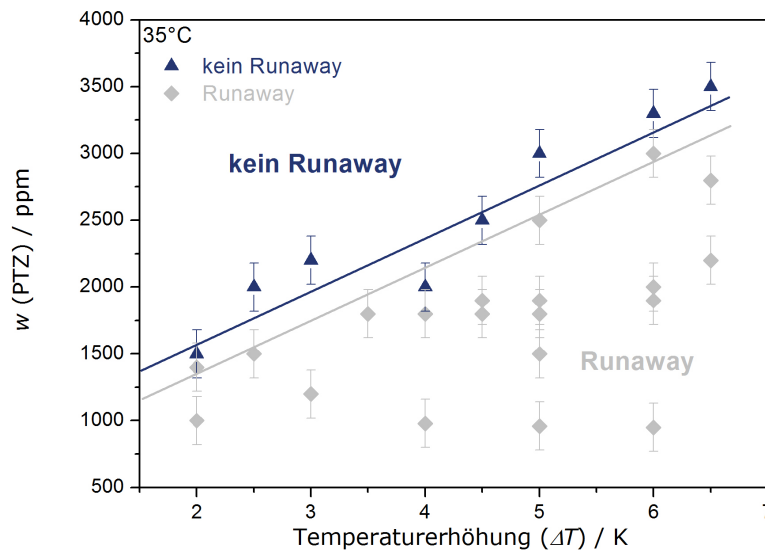 4000
3500
3000
2500
2000
1500
1000
500
w (PTZ) / ppm
35°C
kein Runaway
Runaway
kein Runaway
Runaway
2 3 4 5 6 7
Temperaturerhöhung (ΔT) / K